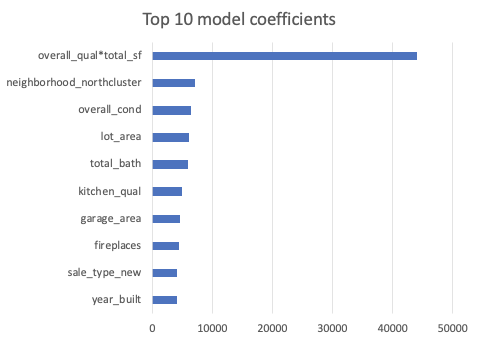 Top 10 model coefficients
overall_qual*total_sf
neighborhood_northcluster
overall_cond
lot_area
total_bath
kitchen_qual
garage_area
fireplaces
sale_type_new
year_built
0 10000 20000 30000 40000 50000